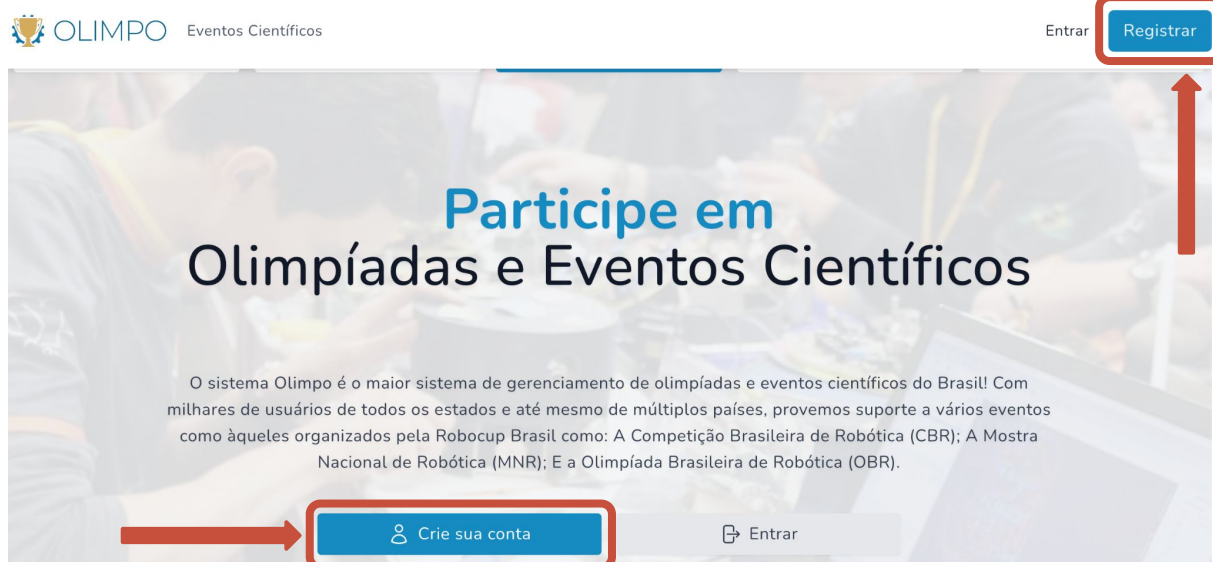 OLIMPO Eventos Científicos Entrar Registrar
Participe em
Olimpíadas e Eventos Científicos
O sistema Olimpo é o maior sistema de gerenciamento de olimpíadas e eventos científicos do Brasil! Com
milhares de usuários de todos os estados e até mesmo de múltiplos países, provemos suporte a vários eventos
como àqueles organizados pela Robocup Brasil como: A Competição Brasileira de Robótica (CBR); A Mostra
Nacional de Robótica (MNR); E a Olimpíada Brasileira de Robótica (OBR).
Crie sua conta Entrar